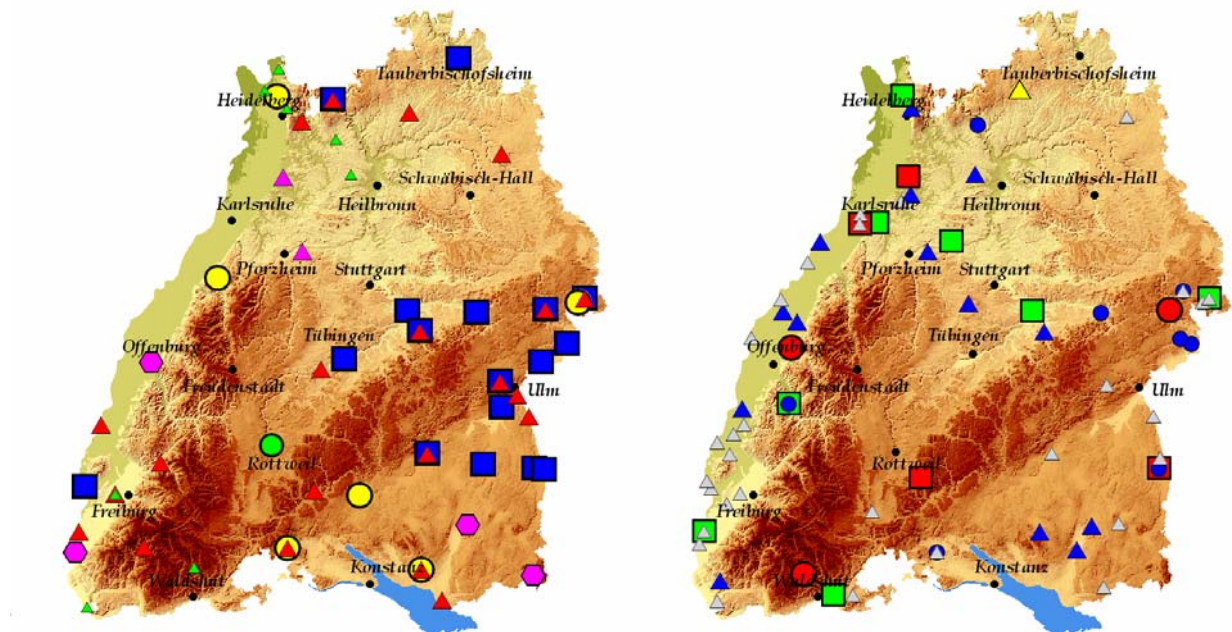 Tauberbischofsheim
Heidelberg
Schwäbisch-Hall
Heilbronn
Karlsruhe
Pforzheim
Stuttgart
Tübingen
Offenburg
Freudenstadt
Ulm
Rottweil
Freiburg
Konstanz
Waldshut
Tauberbischofsheim
Heidelberg
Schwäbisch-Hall
Heilbronn
Karlsruhe
Pforzheim
Stuttgart
Tübingen
Offenburg
Freudenstadt
Ulm
Rottweil
Freiburg
Konstanz
Waldshut